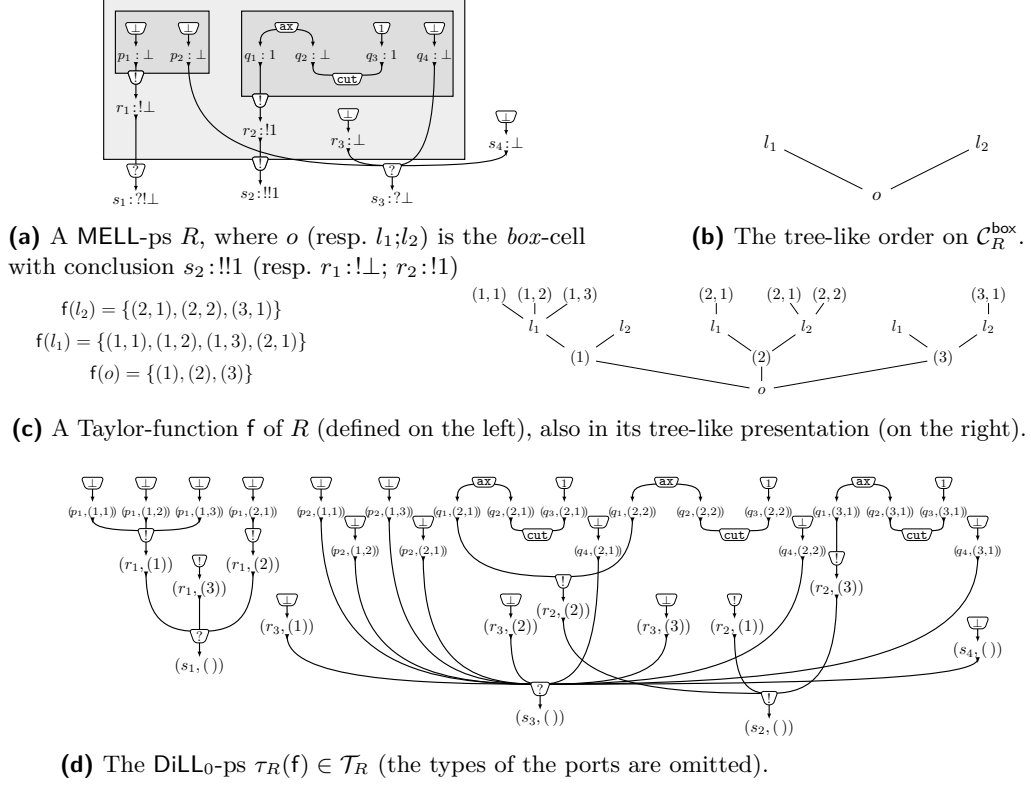 ⊥ ⊥ ax 1 ⊥
p₁ : ⊥ p₂ : ⊥ q₁ : 1 q₂ : ⊥ q₃ : 1 q₄ : ⊥
! cut
r₁ : !⊥ ! ⊥ ⊥
r₂ : !1 r₃ : ⊥ s₄ : ⊥
? ! ?
s₁ : ?!⊥ s₂ : !!1 s₃ : ?⊥
l₁ l₂
o
(a) A MELL-ps R, where o (resp. l₁;l₂) is the box-cell
with conclusion s₂ : !!1 (resp. r₁ : !⊥; r₂ : !1)
(b) The tree-like order on 𝒞_R^box.
f(l₂) = {(2, 1), (2, 2), (3, 1)}
f(l₁) = {(1, 1), (1, 2), (1, 3), (2, 1)}
f(o) = {(1), (2), (3)}
(1, 1) (1, 2) (1, 3) (2, 1) (2, 1) (2, 2) (3, 1)
l₁ l₂ l₁ l₂ l₁ l₂
(1) (2) (3)
o
(c) A Taylor-function f of R (defined on the left), also in its tree-like presentation (on the right).
⊥ ⊥ ⊥ ⊥ ⊥ ⊥ ax 1 ax 1 ax 1
(p₁,(1,1)) (p₁,(1,2)) (p₁,(1,3)) (p₁,(2,1)) (p₂,(1,1)) (p₂,(1,3)) (q₁,(2,1)) (q₂,(2,1)) (q₃,(2,1)) (q₁,(2,2)) (q₂,(2,2)) (q₃,(2,2)) (q₁,(3,1)) (q₂,(3,1)) (q₃,(3,1))
! ! ⊥ ⊥ cut ⊥ cut ⊥ cut ⊥
(p₂,(1,2)) (p₂,(2,1)) (q₄,(2,1)) (q₄,(2,2)) (q₄,(3,1))
(r₁, (1)) ! (r₁, (2)) ! !
(r₁, (3)) (r₂, (3))
⊥ ⊥ (r₂, (2)) ⊥ !
(r₃, (1)) (r₃, (2)) (r₃, (3)) (r₂, (1)) ⊥
? (s₄, ( ))
(s₁, ( ))
? !
(s₃, ( )) (s₂, ( ))
(d) The DiLL₀-ps τ_R(f) ∈ 𝒯_R (the types of the ports are omitted).